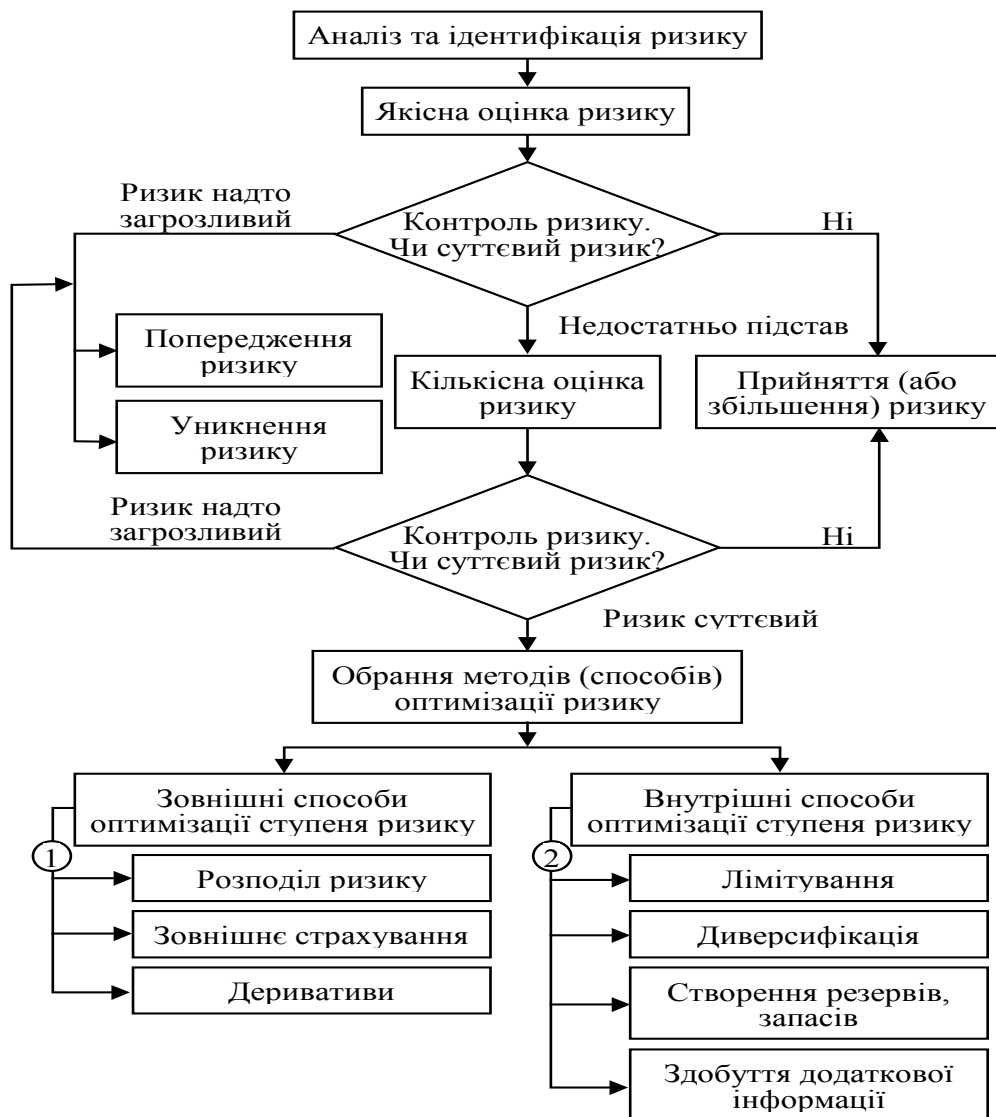 Аналіз та ідентифікація ризику
Якісна оцінка ризику
Ризик надто
загрозливий
Контроль ризику.
Чи суттєвий ризик?
Ні
Недостатньо підстав
Попередження
ризику
Уникнення
ризику
Кількісна оцінка
ризику
Прийняття (або
збільшення) ризику
Ризик надто
загрозливий
Контроль ризику.
Чи суттєвий ризик?
Ні
Ризик суттєвий
Обрання методів (способів)
оптимізації ризику
Зовнішні способи
оптимізації ступеня ризику
1
Розподіл ризику
Зовнішнє страхування
Деривативи
Внутрішні способи
оптимізації ступеня ризику
2
Лімітування
Диверсифікація
Створення резервів,
запасів
Здобуття додаткової
інформації